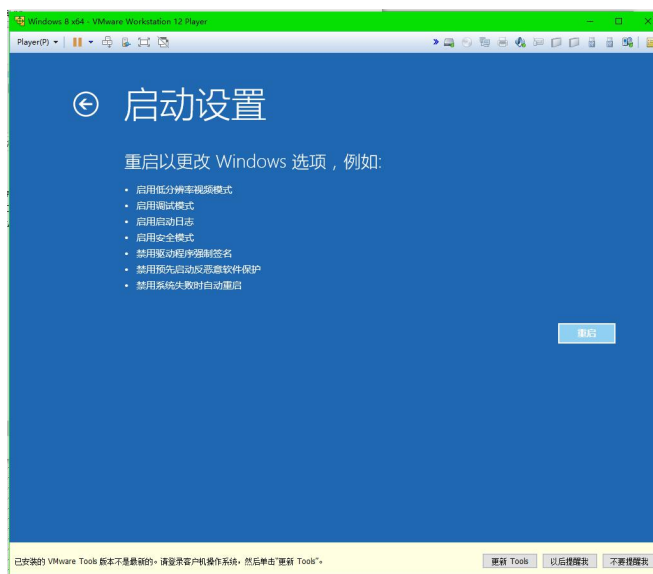 Windows 8 x64 - VMware Workstation 12 Player
Player(P)
启动设置
重启以更改 Windows 选项，例如:
• 启用低分辨率视频模式
• 启用调试模式
• 启用启动日志
• 启用安全模式
• 禁用驱动程序强制签名
• 禁用预先启动反恶意软件保护
• 禁用系统失败时自动重启
重启
已安装的 VMware Tools 版本不是最新的。请登录客户机操作系统，然后单击"更新 Tools"。
更新 Tools
以后提醒我
不要提醒我